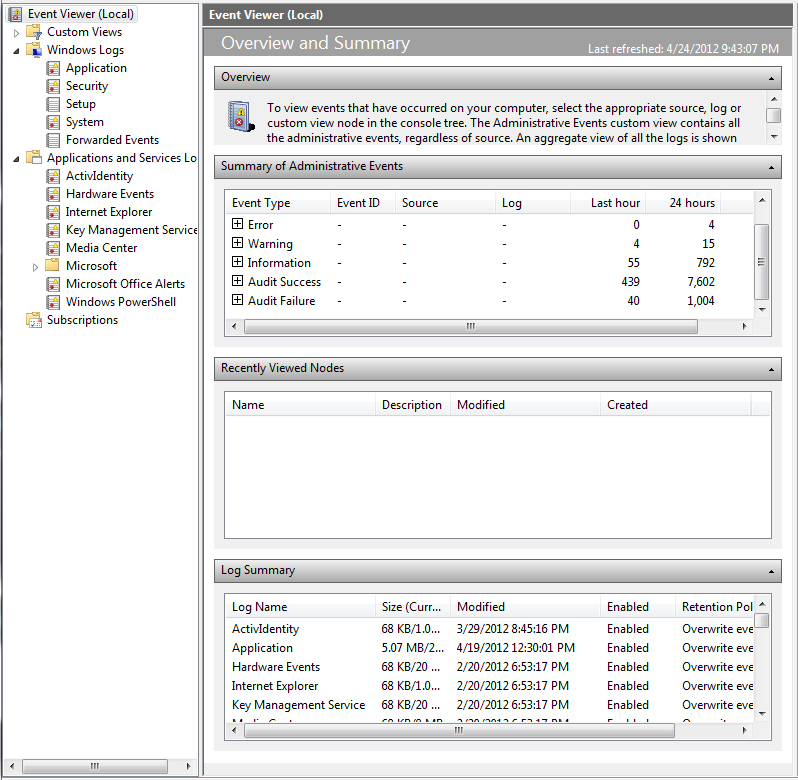 Event Viewer (Local)
Custom Views
Windows Logs
Application
Security
Setup
System
Forwarded Events
Applications and Services Lo
ActivIdentity
Hardware Events
Internet Explorer
Key Management Service
Media Center
Microsoft
Microsoft Office Alerts
Windows PowerShell
Subscriptions
Event Viewer (Local)
Overview and Summary Last refreshed: 4/24/2012 9:43:07 PM
Overview
To view events that have occurred on your computer, select the appropriate source, log or
custom view node in the console tree. The Administrative Events custom view contains all
the administrative events, regardless of source. An aggregate view of all the logs is shown
Summary of Administrative Events
Event Type Event ID Source Log Last hour 24 hours
Error - - - 0 4
Warning - - - 4 15
Information - - - 55 792
Audit Success - - - 439 7,602
Audit Failure - - - 40 1,004
Recently Viewed Nodes
Name Description Modified Created
Log Summary
Log Name Size (Curr... Modified Enabled Retention Pol
ActivIdentity 68 KB/1.0... 3/29/2012 8:45:16 PM Enabled Overwrite eve
Application 5.07 MB/2... 4/19/2012 12:30:01 PM Enabled Overwrite eve
Hardware Events 68 KB/20 ... 2/20/2012 6:53:17 PM Enabled Overwrite eve
Internet Explorer 68 KB/1.0... 2/20/2012 6:53:17 PM Enabled Overwrite eve
Key Management Service 68 KB/20 ... 2/20/2012 6:53:17 PM Enabled Overwrite eve